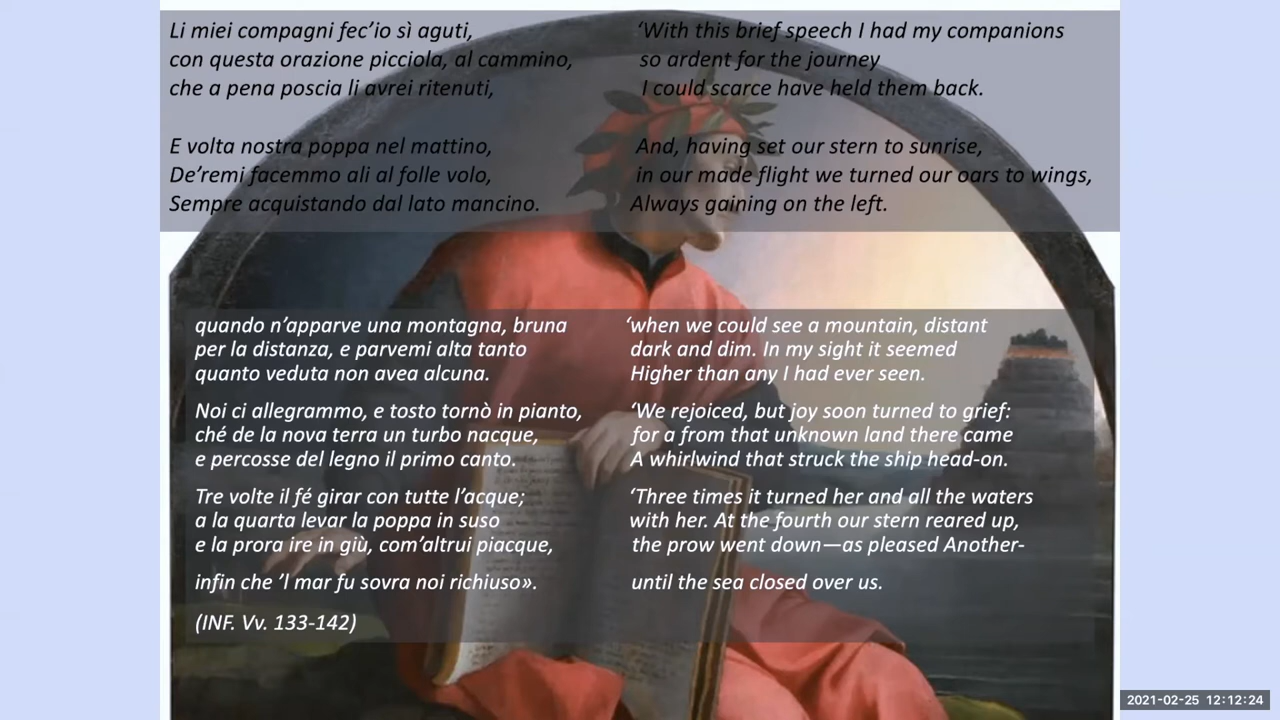 Li miei compagni fec’io sì aguti,
con questa orazione picciola, al cammino,
che a pena poscia li avrei ritenuti,
E volta nostra poppa nel mattino,
De’remi facemmo ali al folle volo,
Sempre acquistando dal lato mancino.
‘With this brief speech I had my companions
so ardent for the journey
I could scarce have held them back.
And, having set our stern to sunrise,
in our made flight we turned our oars to wings,
Always gaining on the left.
quando n’apparve una montagna, bruna
per la distanza, e parvemi alta tanto
quanto veduta non avea alcuna.
Noi ci allegrammo, e tosto tornò in pianto,
ché de la nova terra un turbo nacque,
e percosse del legno il primo canto.
Tre volte il fé girar con tutte l’acque;
a la quarta levar la poppa in suso
e la prora ire in giù, com’altrui piacque,
infin che ’l mar fu sovra noi richiuso».
(INF. Vv. 133-142)
‘when we could see a mountain, distant
dark and dim. In my sight it seemed
Higher than any I had ever seen.
‘We rejoiced, but joy soon turned to grief:
for a from that unknown land there came
A whirlwind that struck the ship head-on.
‘Three times it turned her and all the waters
with her. At the fourth our stern reared up,
the prow went down—as pleased Another-
until the sea closed over us.
2021-02-25 12:12:24